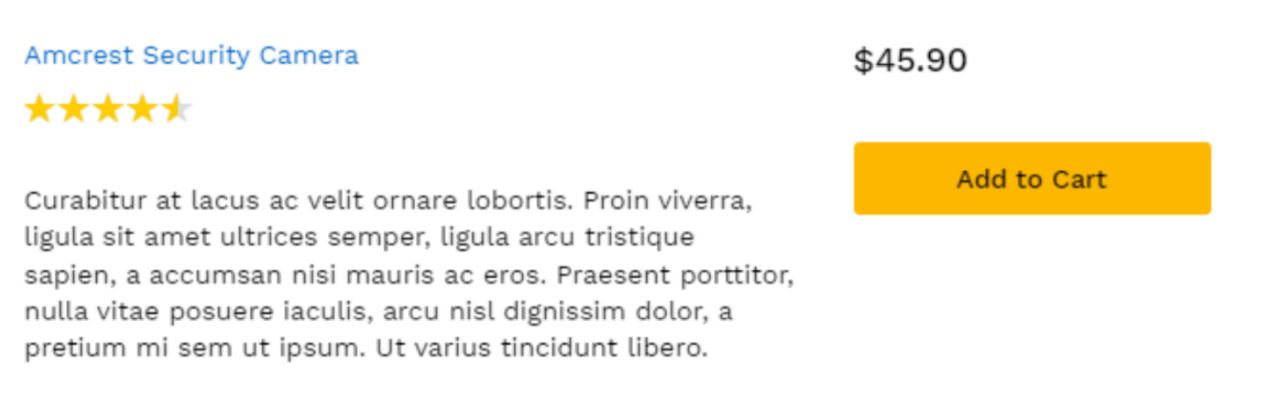 Amcrest Security Camera
$45.90
Add to Cart
Curabitur at lacus ac velit ornare lobortis. Proin viverra,
ligula sit amet ultrices semper, ligula arcu tristique
sapien, a accumsan nisi mauris ac eros. Praesent porttitor,
nulla vitae posuere iaculis, arcu nisl dignissim dolor, a
pretium mi sem ut ipsum. Ut varius tincidunt libero.